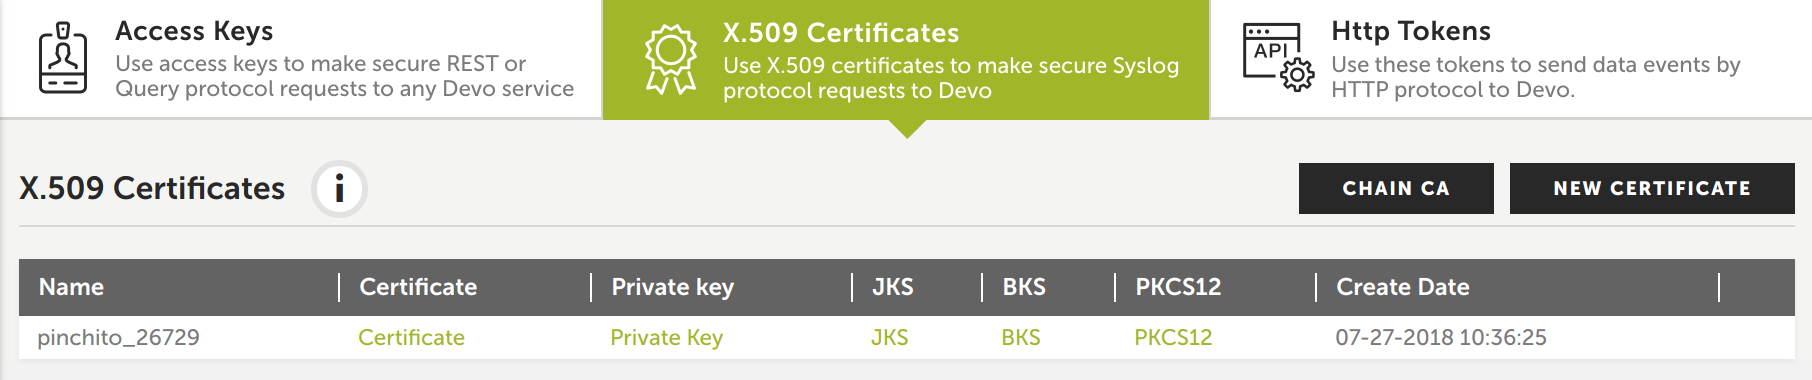 Access Keys
Use access keys to make secure REST or
Query protocol requests to any Devo service
X.509 Certificates
Use X.509 certificates to make secure Syslog
protocol requests to Devo
API
Http Tokens
Use these tokens to send data events by
HTTP protocol to Devo.
X.509 Certificates i
CHAIN CA NEW CERTIFICATE
Name Certificate Private key JKS BKS PKCS12 Create Date
pinchito_26729 Certificate Private Key JKS BKS PKCS12 07-27-2018 10:36:25